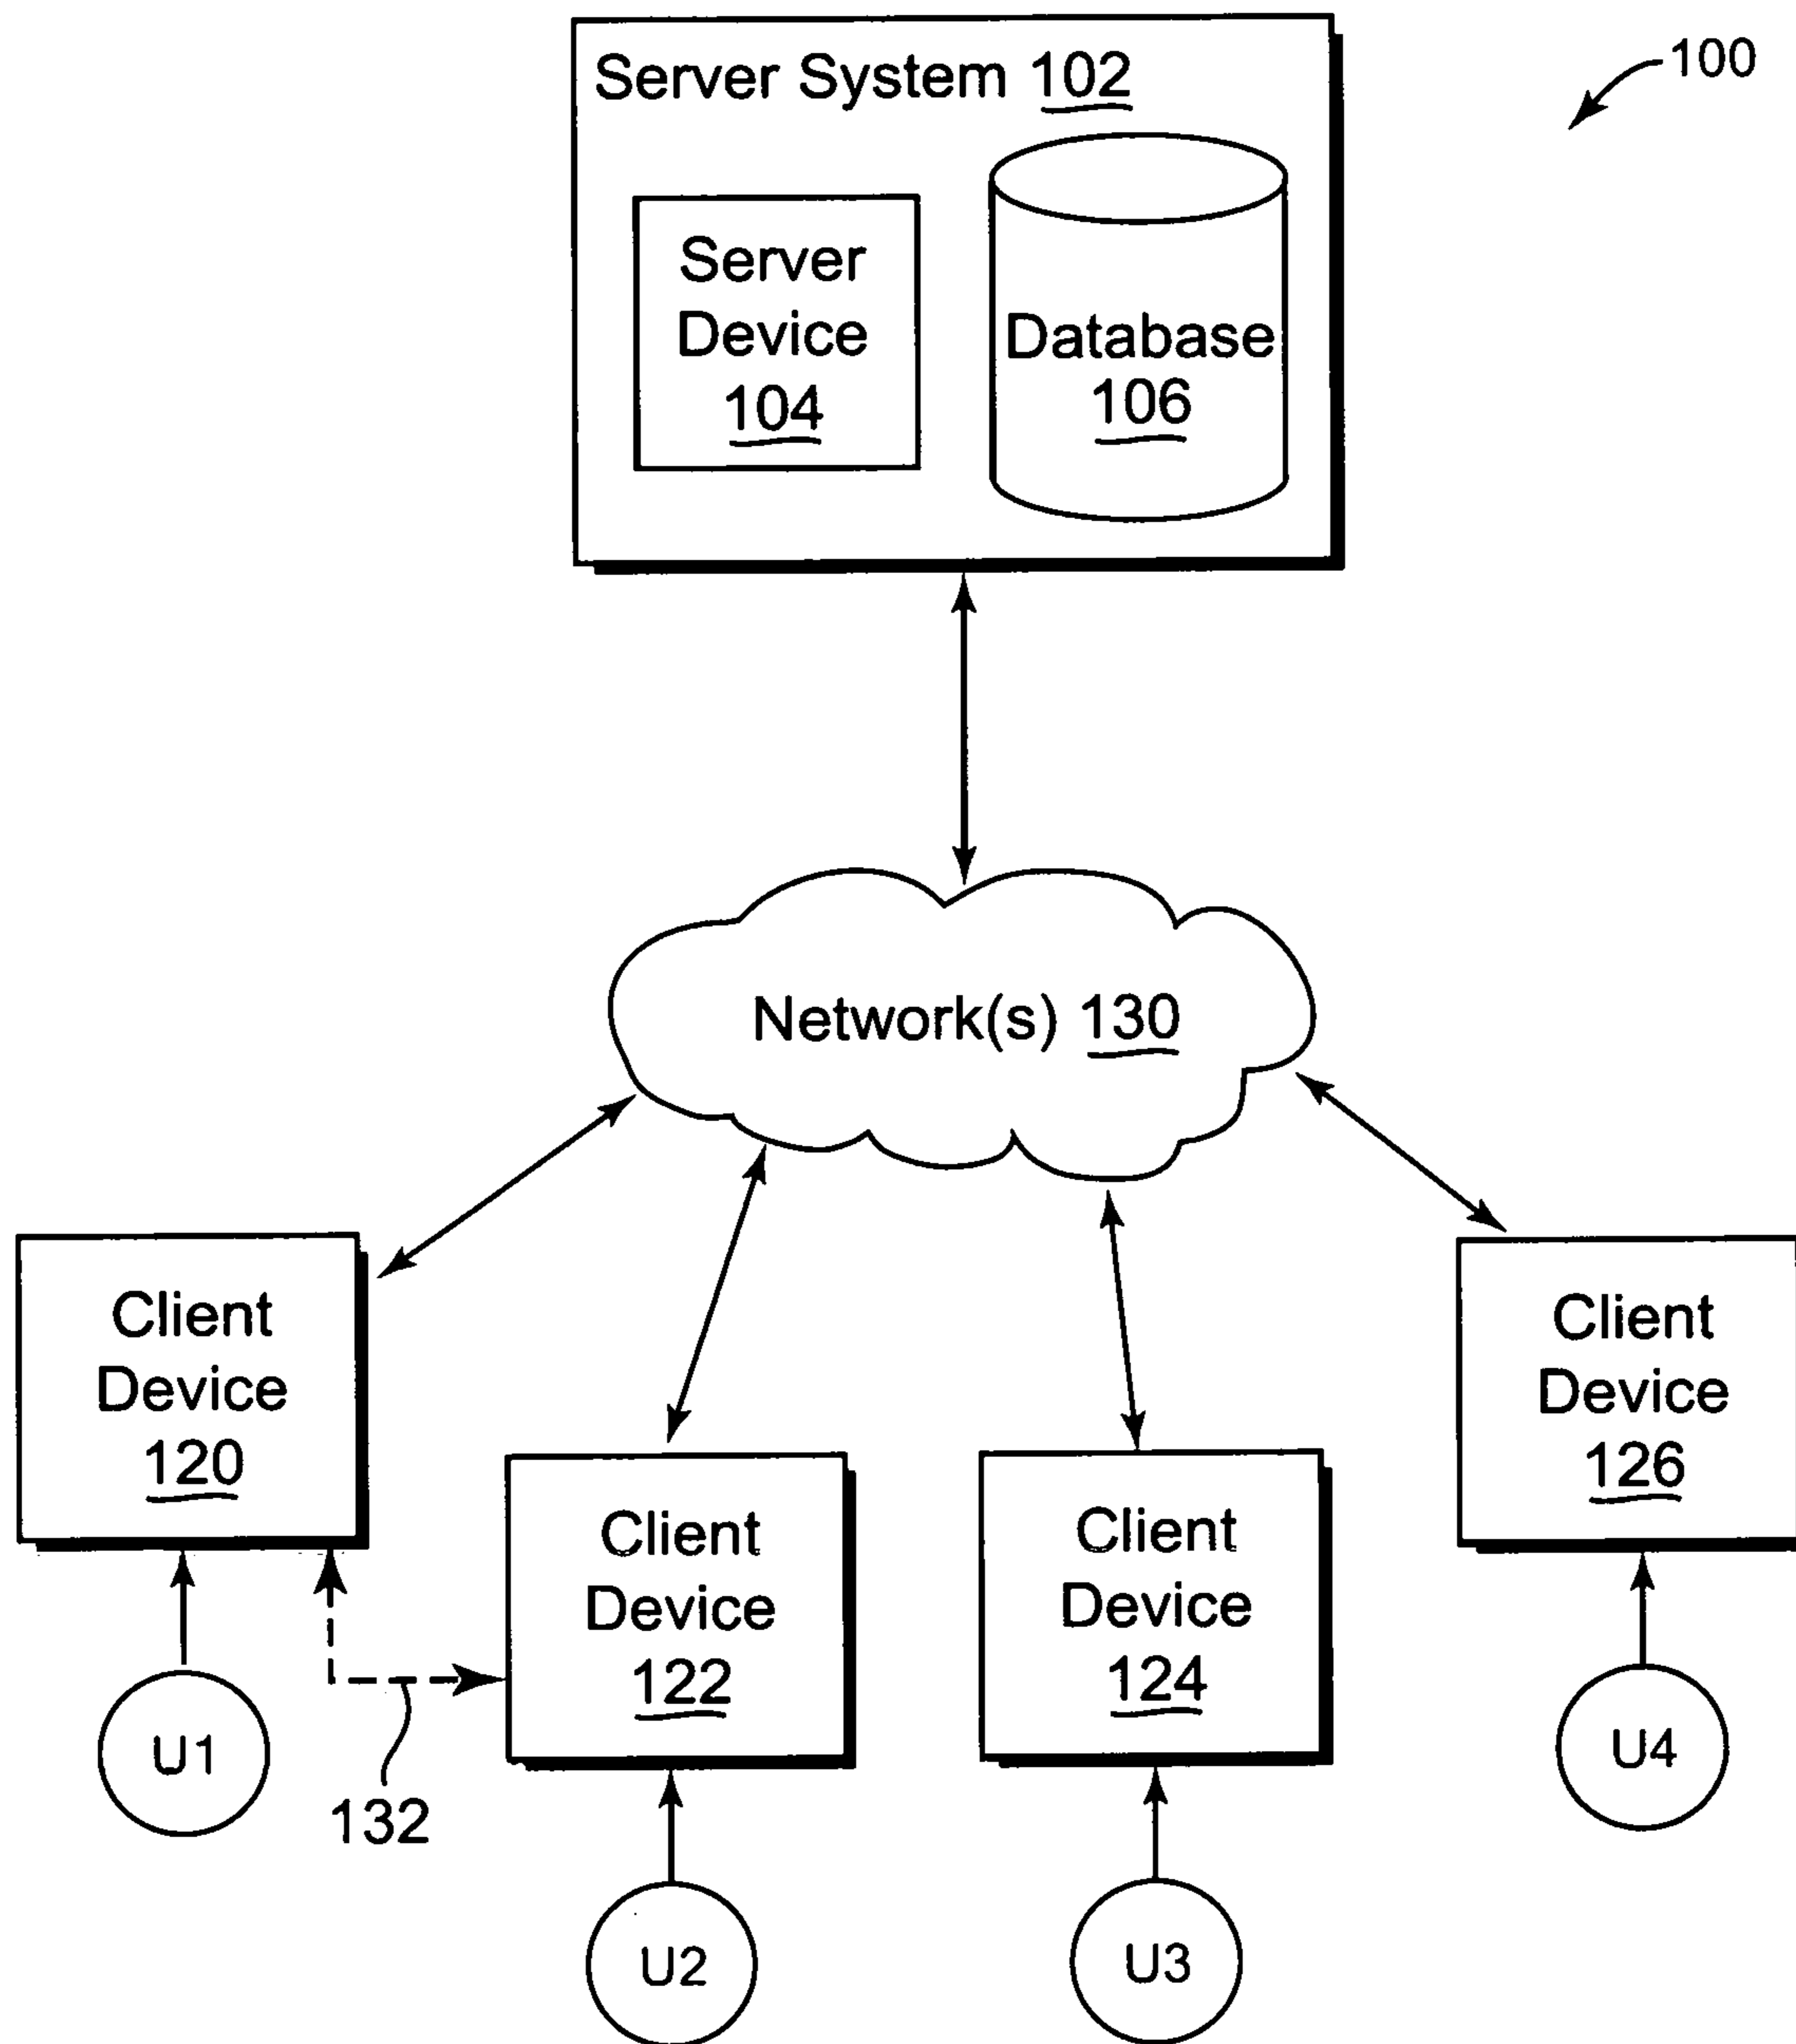 100
Server System 102
Server
Device
104
Database
106
Network(s) 130
Client
Device
120
Client
Device
122
Client
Device
124
Client
Device
126
132
U1
U2
U3
U4